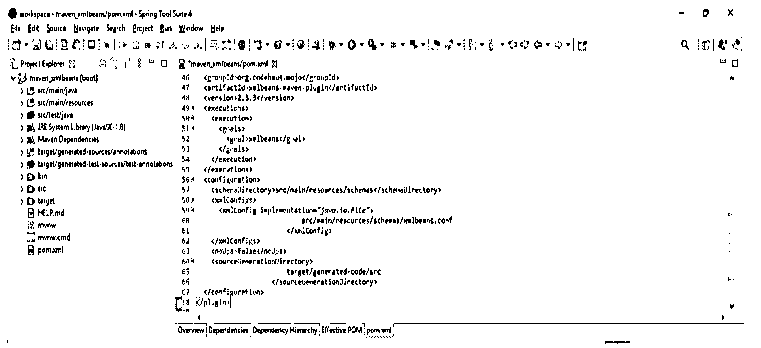 workspace - maven_xmlbeans/pom.xml - Spring Tool Suite 4
File Edit Source Navigate Search Project Run Window Help
Project Explorer
*maven_xmlbeans/pom.xml
maven_xmlbeans [boot]
src/main/java
src/main/resources
src/test/java
JRE System Library [JavaSE-1.8]
Maven Dependencies
target/generated-sources/annotations
target/generated-test-sources/test-annotations
bin
src
target
HELP.md
mvnw
mvnw.cmd
pom.xml
46 <groupId>org.codehaus.mojo</groupId>
47 <artifactId>xmlbeans-maven-plugin</artifactId>
48 <version>2.3.3</version>
49 <executions>
50 <execution>
51 <goals>
52 <goal>xmlbeans</goal>
53 </goals>
54 </execution>
55 </executions>
56 <configuration>
57 <schemaDirectory>src/main/resources/schemas</schemaDirectory>
58 <xmlConfigs>
59 <xmlConfig implementation="java.io.File">
60 src/main/resources/schema/xmlbeans.conf
61 </xmlConfig>
62 </xmlConfigs>
63 <noUpa>False</noUpa>
64 <sourceGenerationDirectory>
65 target/generated-code/src
66 </sourceGenerationDirectory>
67 </configuration>
68 </plugin>
Overview Dependencies Dependency Hierarchy Effective POM pom.xml